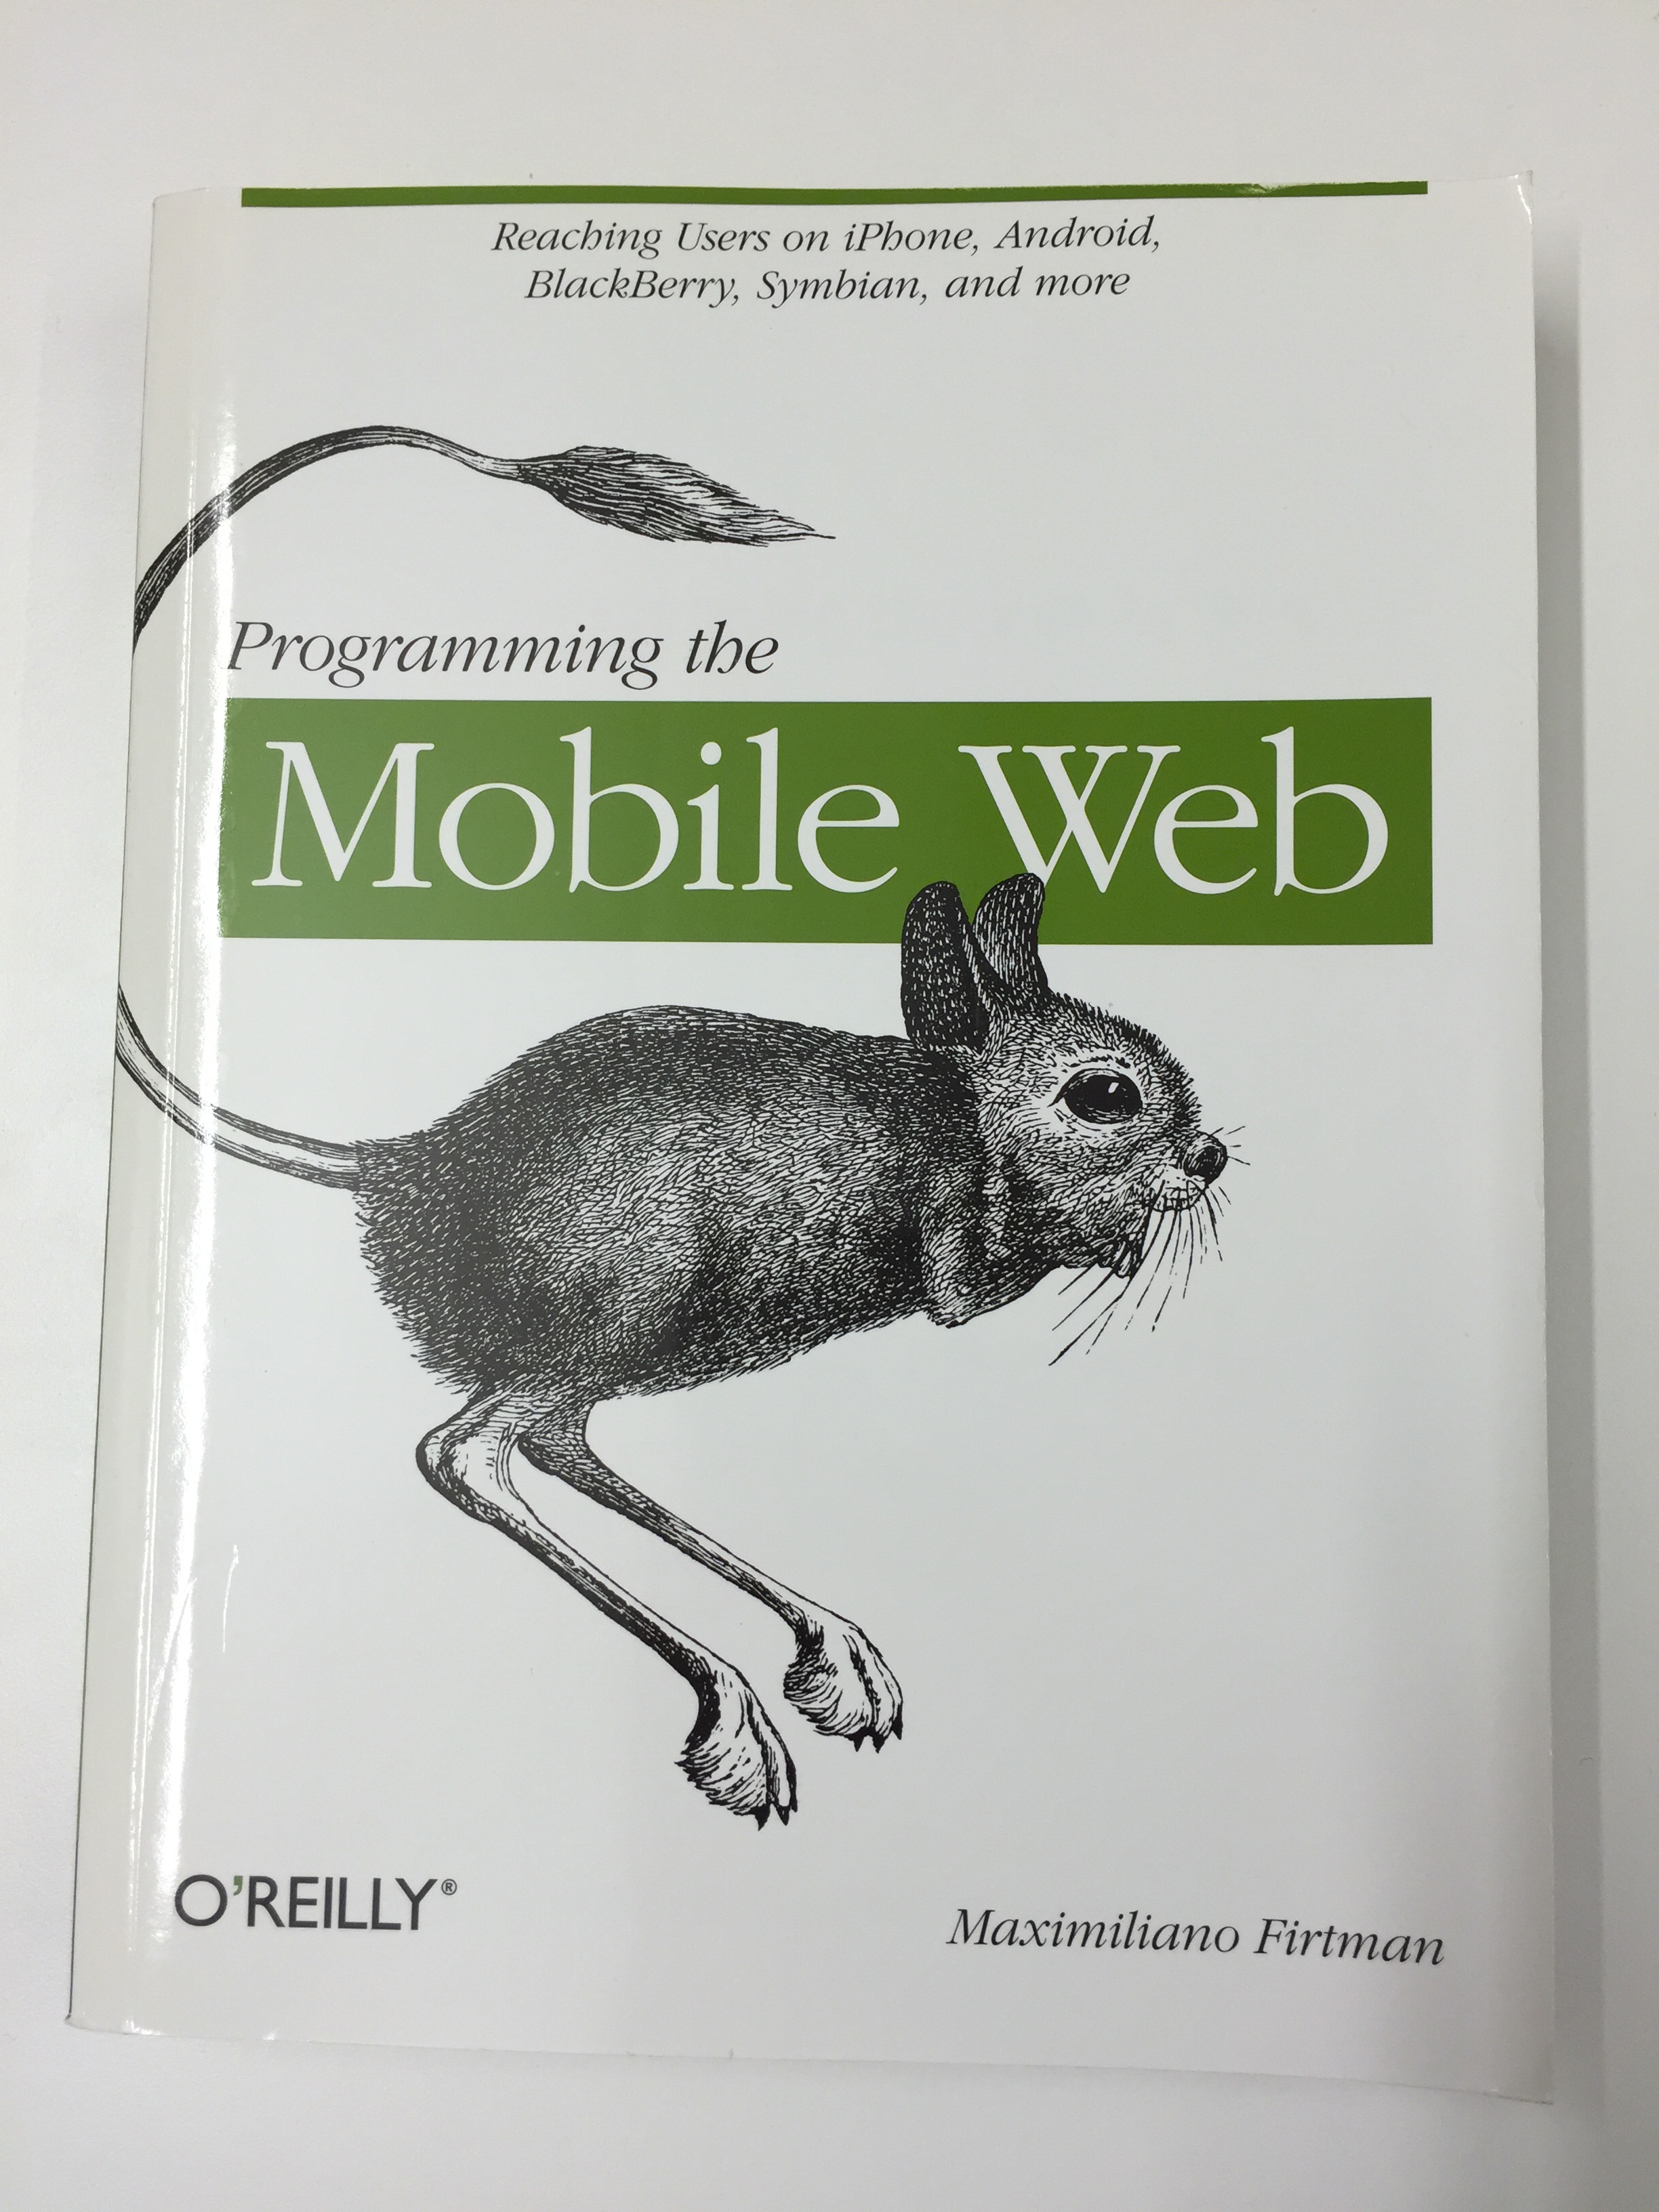 Reaching Users on iPhone, Android,
BlackBerry, Symbian, and more
Programming the
Mobile Web
O'REILLY®
Maximiliano Firtman